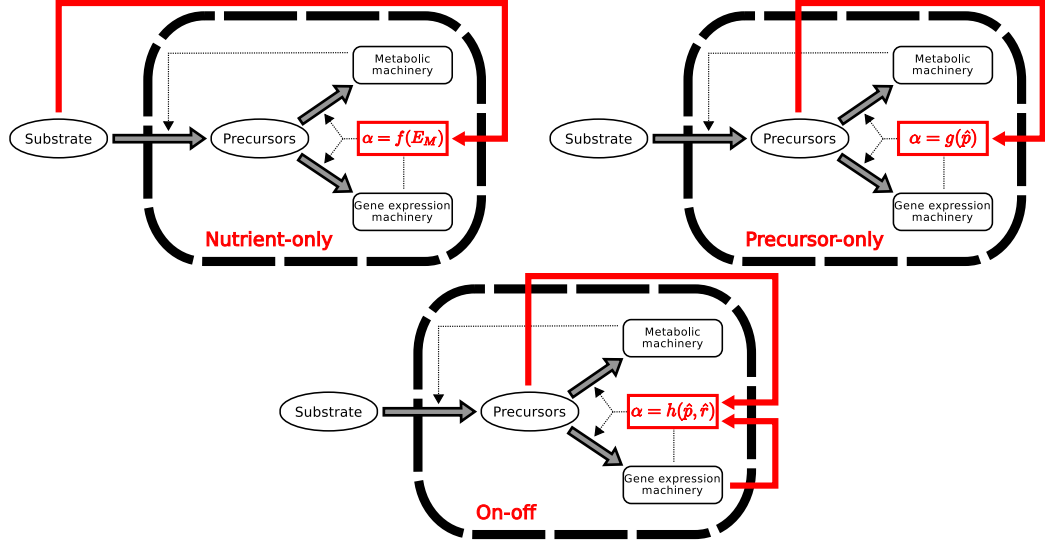 Metabolic
machinery
Substrate
Precursors
α = f(E_M)
Gene expression
machinery
Nutrient-only
Metabolic
machinery
Substrate
Precursors
α = g(p̂)
Gene expression
machinery
Precursor-only
Metabolic
machinery
Substrate
Precursors
α = h(p̂, r̂)
Gene expression
machinery
On-off